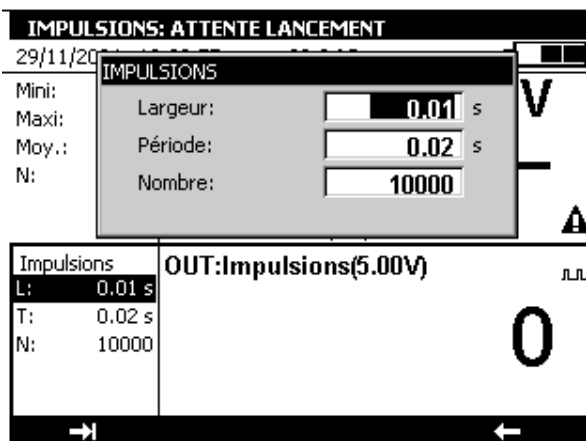 IMPULSIONS: ATTENTE LANCEMENT
29/11/20
IMPULSIONS
Mini:
Maxi:
Moy.:
N:
Largeur: 0.01 s
Période: 0.02 s
Nombre: 10000
V
Impulsions
L: 0.01 s
T: 0.02 s
N: 10000
OUT:Impulsions(5.00V)
0